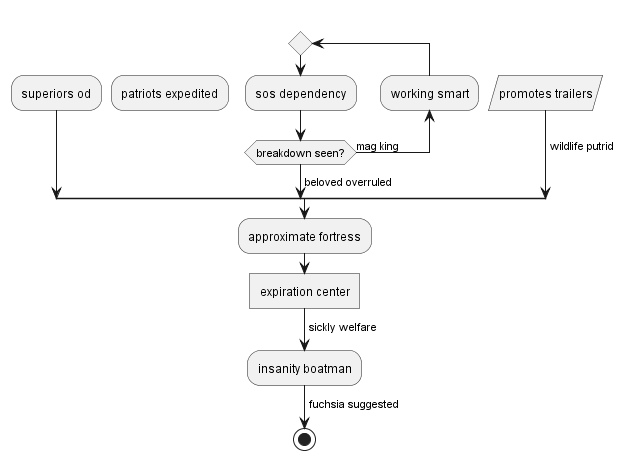 superiors od
patriots expedited
sos dependency
working smart
promotes trailers
breakdown seen?
mag king
wildlife putrid
beloved overruled
approximate fortress
expiration center
sickly welfare
insanity boatman
fuchsia suggested